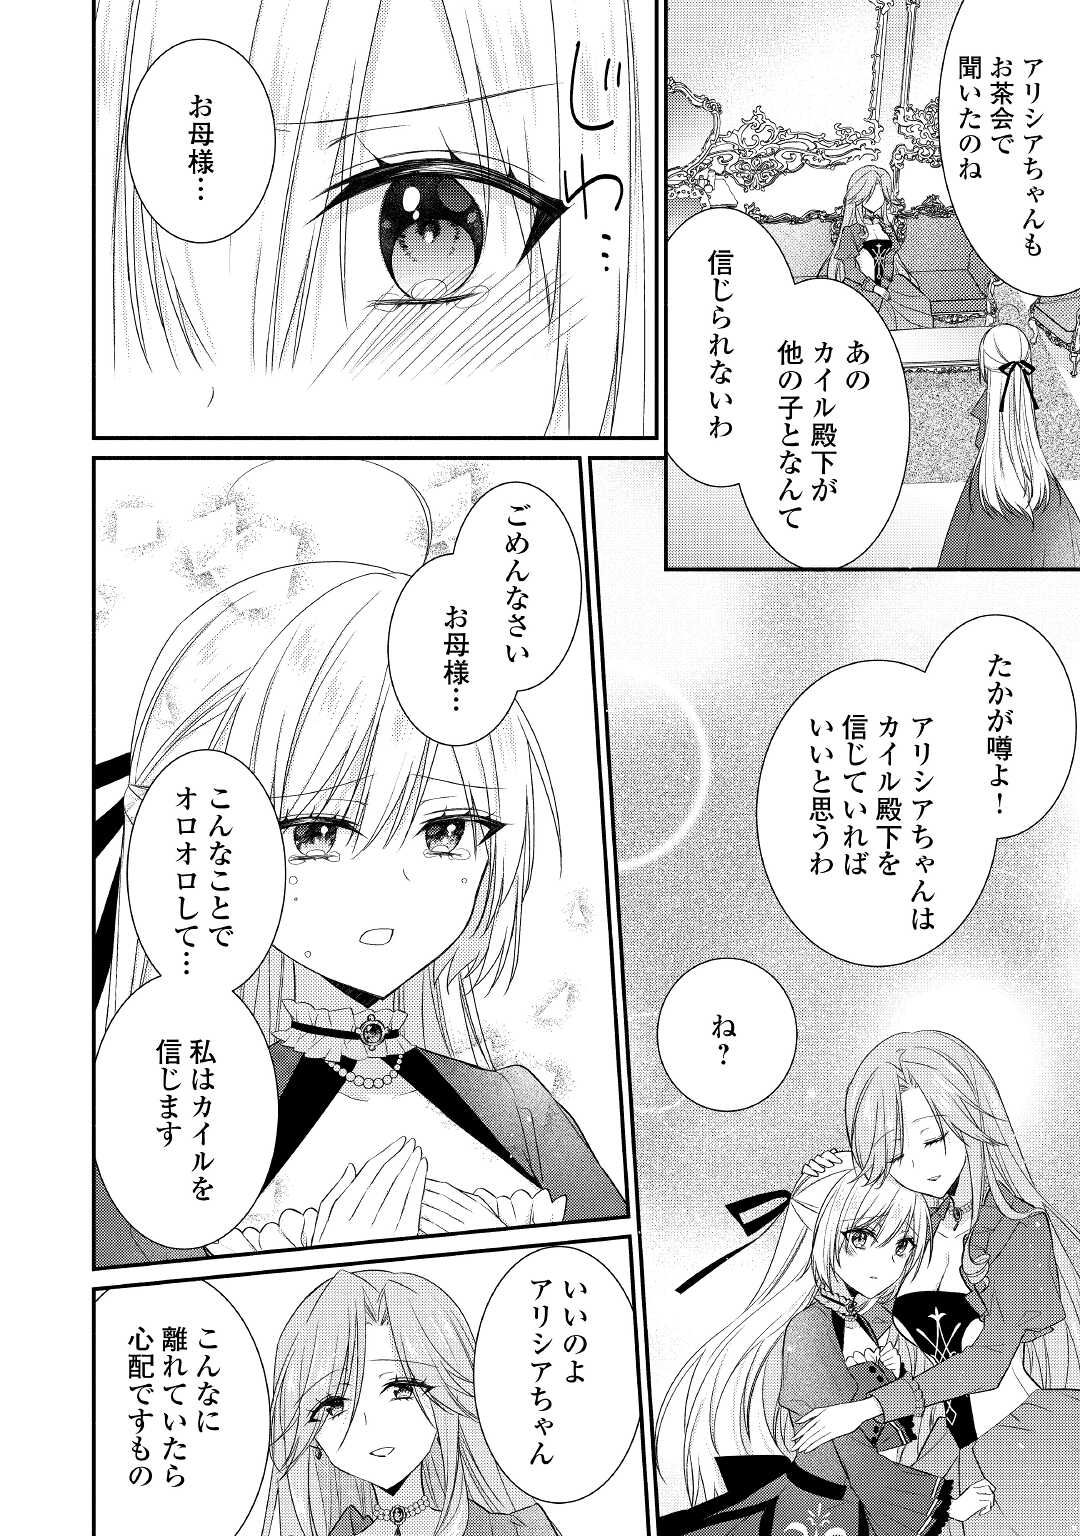 アリシアちゃんも
お茶会で
聞いたのね
あの
カイル殿下が
他の子となんて
信じられないわ
じわ…
お母様…
たかが噂よ！
アリシアちゃんは
カイル殿下を
信じていれば
いいと思うわ
ね？
ごめんなさい
お母様…
こんなことで
オロオロして…
私はカイルを
信じます
いいのよ
アリシアちゃん
こんなに
離れていたら
心配ですもの